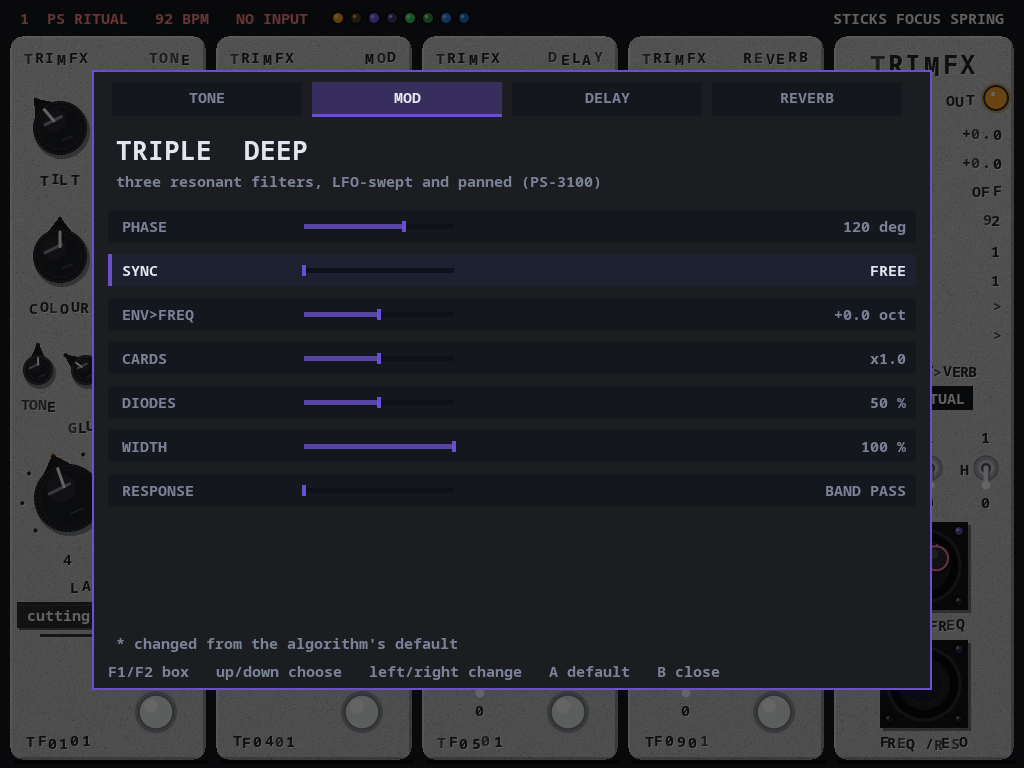 1 PS RITUAL 92 BPM NO INPUT STICKS FOCUS SPRING
TRIMFX TONE TRIMFX MOD TRIMFX DELAY TRIMFX REVERB TRIMFX
TONE MOD DELAY REVERB
OUT
TRIPLE DEEP
+0.0
three resonant filters, LFO-swept and panned (PS-3100)
+0.0
TILT
OFF
PHASE 120 deg
92
SYNC FREE
1
1
COLOUR
ENV>FREQ +0.0 oct
>
>
CARDS x1.0
>VERB
DIODES 50 %
TONE
TUAL
GLU
WIDTH 100 %
1
H
RESPONSE BAND PASS
0
4
LA
cutting
FREQ
* changed from the algorithm's default
F1/F2 box up/down choose left/right change A default B close
0 0
TF0101 TF0401 TF0501 TF0901 FREQ/RESO